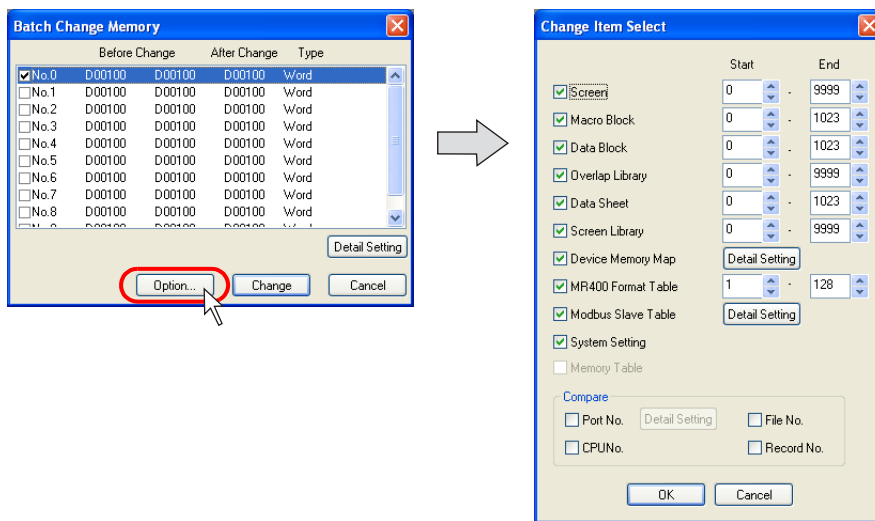 Batch Change Memory
Before Change After Change Type
No.0 D00100 D00100 D00100 Word
No.1 D00100 D00100 D00100 Word
No.2 D00100 D00100 D00100 Word
No.3 D00100 D00100 D00100 Word
No.4 D00100 D00100 D00100 Word
No.5 D00100 D00100 D00100 Word
No.6 D00100 D00100 D00100 Word
No.7 D00100 D00100 D00100 Word
No.8 D00100 D00100 D00100 Word
Detail Setting
Option... Change Cancel
Change Item Select
Start End
Screen 0 - 9999
Macro Block 0 - 1023
Data Block 0 - 1023
Overlap Library 0 - 9999
Data Sheet 0 - 1023
Screen Library 0 - 9999
Device Memory Map Detail Setting
MR400 Format Table 1 - 128
Modbus Slave Table Detail Setting
System Setting
Memory Table
Compare
Port No. Detail Setting File No.
CPUNo. Record No.
OK Cancel